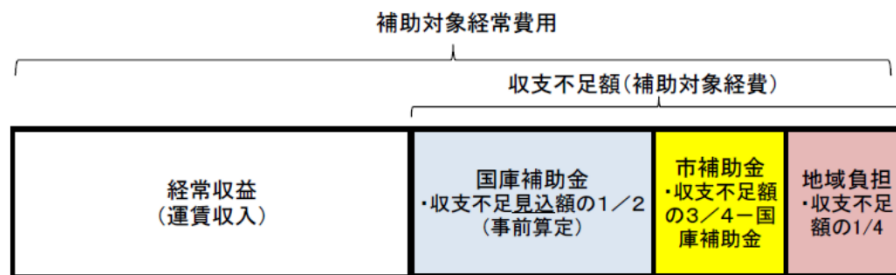 補助対象経常費用
収支不足額(補助対象経費)
経常収益
(運賃収入)
国庫補助金
・収支不足見込額の1/2
(事前算定)
市補助金
・収支不足額
の3/4-国
庫補助金
地域負担
・収支不足
額の1/4